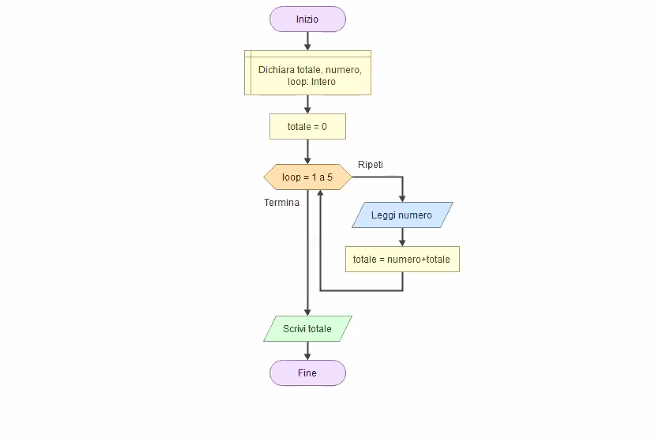 Inizio
Dichiara totale, numero,
loop: Intero
totale = 0
loop = 1 a 5
Ripeti
Termina
Leggi numero
totale = numero+totale
Scrivi totale
Fine